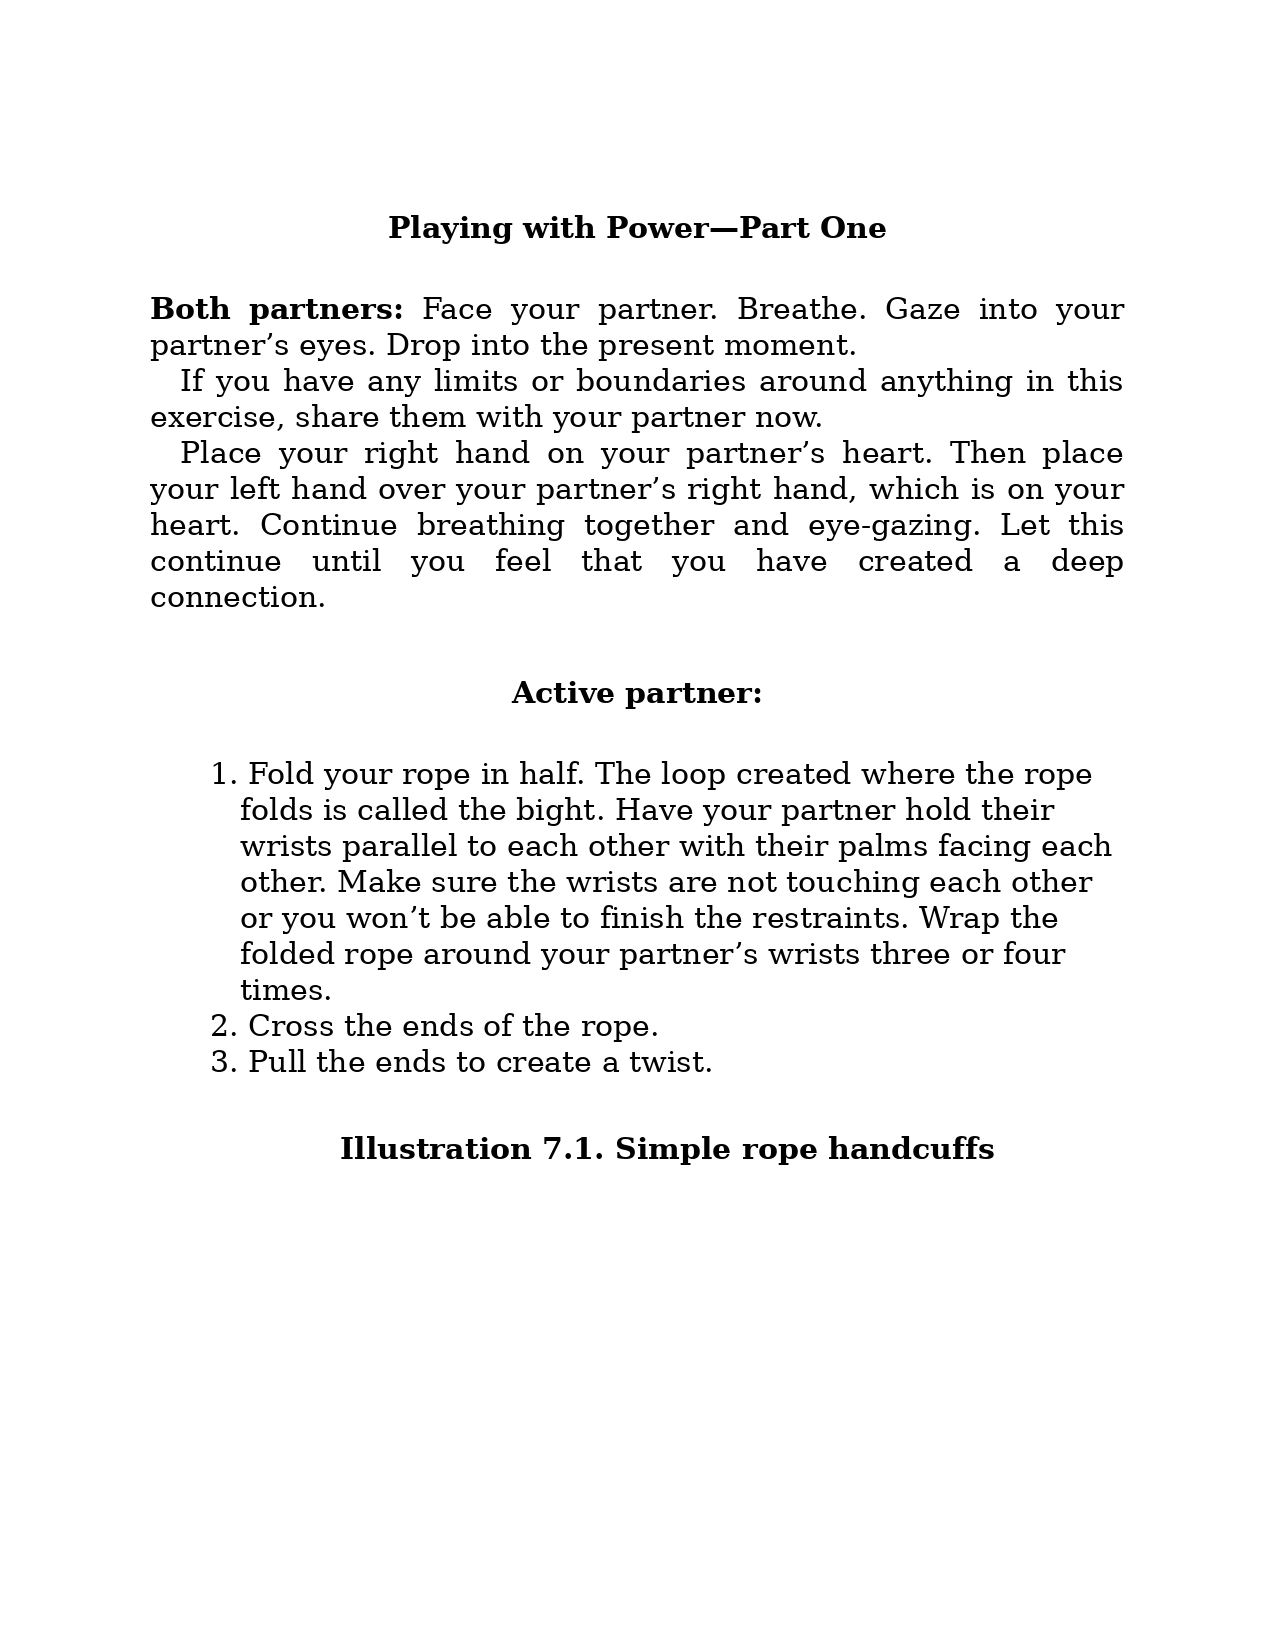 Playing with Power—Part One
Both partners: Face your partner. Breathe. Gaze into your
partner’s eyes. Drop into the present moment.
If you have any limits or boundaries around anything in this
exercise, share them with your partner now.
Place your right hand on your partner’s heart. Then place
your left hand over your partner’s right hand, which is on your
heart. Continue breathing together and eye-gazing. Let this
continue until you feel that you have created a deep
connection.
Active partner:
1. Fold your rope in half. The loop created where the rope
folds is called the bight. Have your partner hold their
wrists parallel to each other with their palms facing each
other. Make sure the wrists are not touching each other
or you won’t be able to finish the restraints. Wrap the
folded rope around your partner’s wrists three or four
times.
2. Cross the ends of the rope.
3. Pull the ends to create a twist.
Illustration 7.1. Simple rope handcuffs